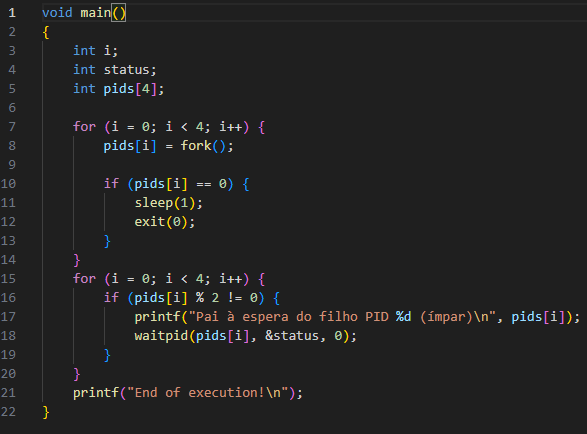 1 void main()
2 {
3     int i;
4     int status;
5     int pids[4];
6
7     for (i = 0; i < 4; i++) {
8         pids[i] = fork();
9
10         if (pids[i] == 0) {
11             sleep(1);
12             exit(0);
13         }
14     }
15     for (i = 0; i < 4; i++) {
16         if (pids[i] % 2 != 0) {
17             printf("Pai à espera do filho PID %d (ímpar)\n", pids[i]);
18             waitpid(pids[i], &status, 0);
19         }
20     }
21     printf("End of execution!\n");
22 }